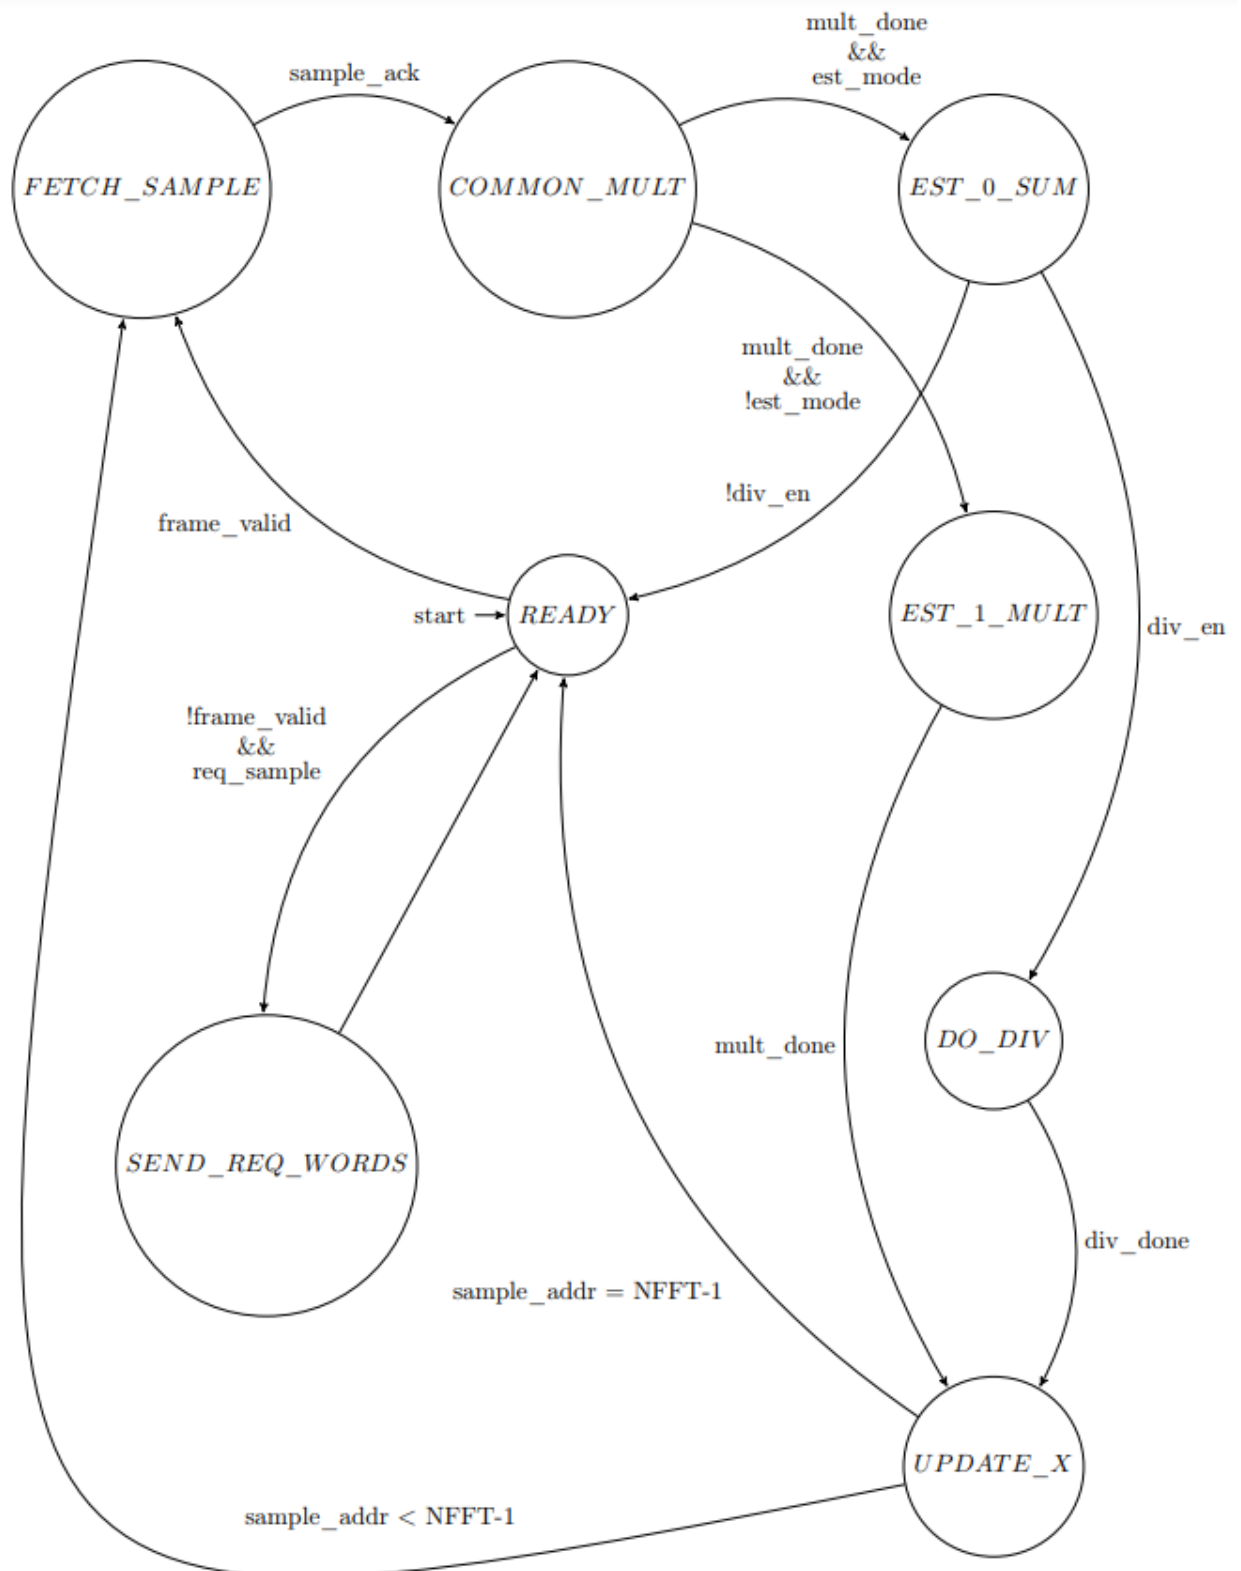 mult_done
&&
est_mode
sample_ack
FETCH_SAMPLE
COMMON_MULT
EST_0_SUM
mult_done
&&
!est_mode
!div_en
frame_valid
start
READY
EST_1_MULT
div_en
!frame_valid
&&
req_sample
mult_done
DO_DIV
SEND_REQ_WORDS
div_done
sample_addr = NFFT-1
UPDATE_X
sample_addr < NFFT-1